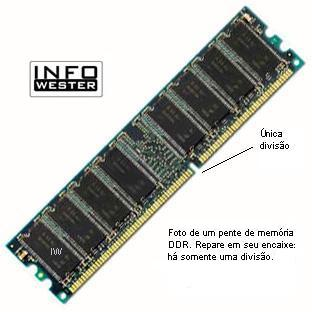 INFO
WESTER
Única
divisão
Foto de um pente de memória
DDR. Repare em seu encaixe:
há somente uma divisão.
IW